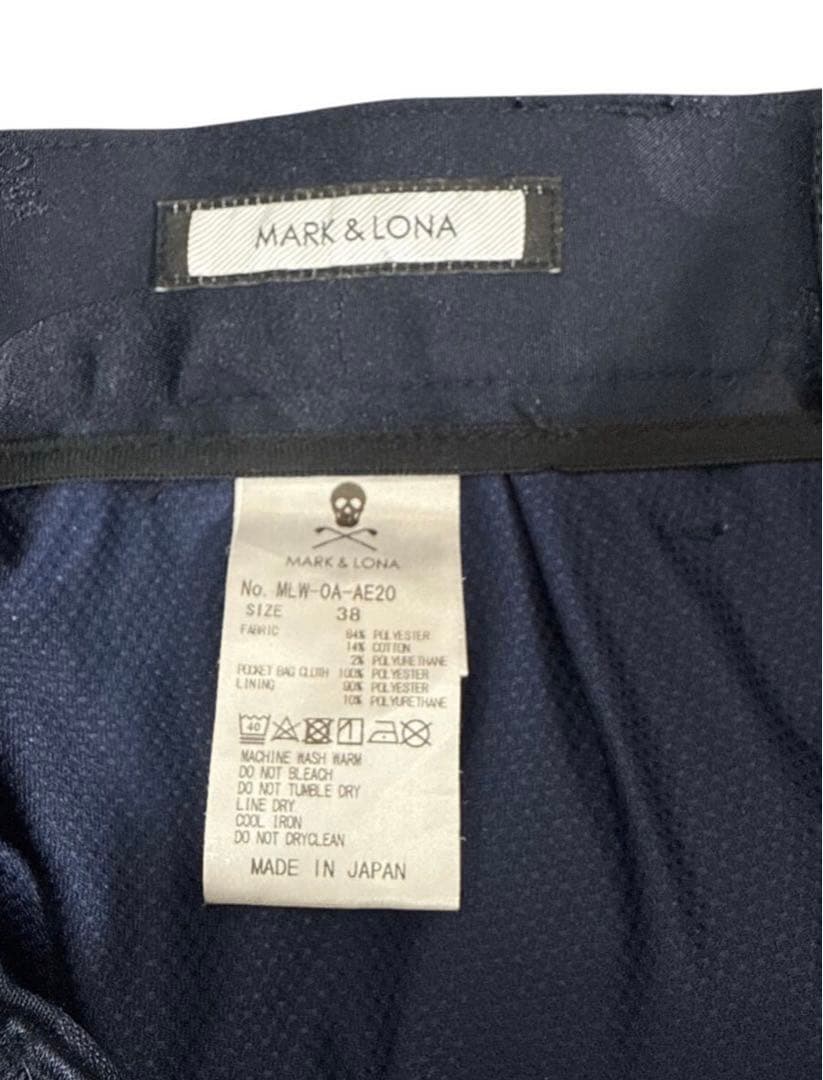 MARK & LONA
MARK & LONA
No. MLW-OA-AE20
SIZE 38
FABRIC 84% POLYESTER
14% COTTON
2% POLYURETHANE
POCKET BAG CLOTH 100% POLYESTER
LINING 90% POLYESTER
10% POLYURETHANE
40
MACHINE WASH WARM
DO NOT BLEACH
DO NOT TUMBLE DRY
LINE DRY
COOL IRON
DO NOT DRYCLEAN
MADE IN JAPAN